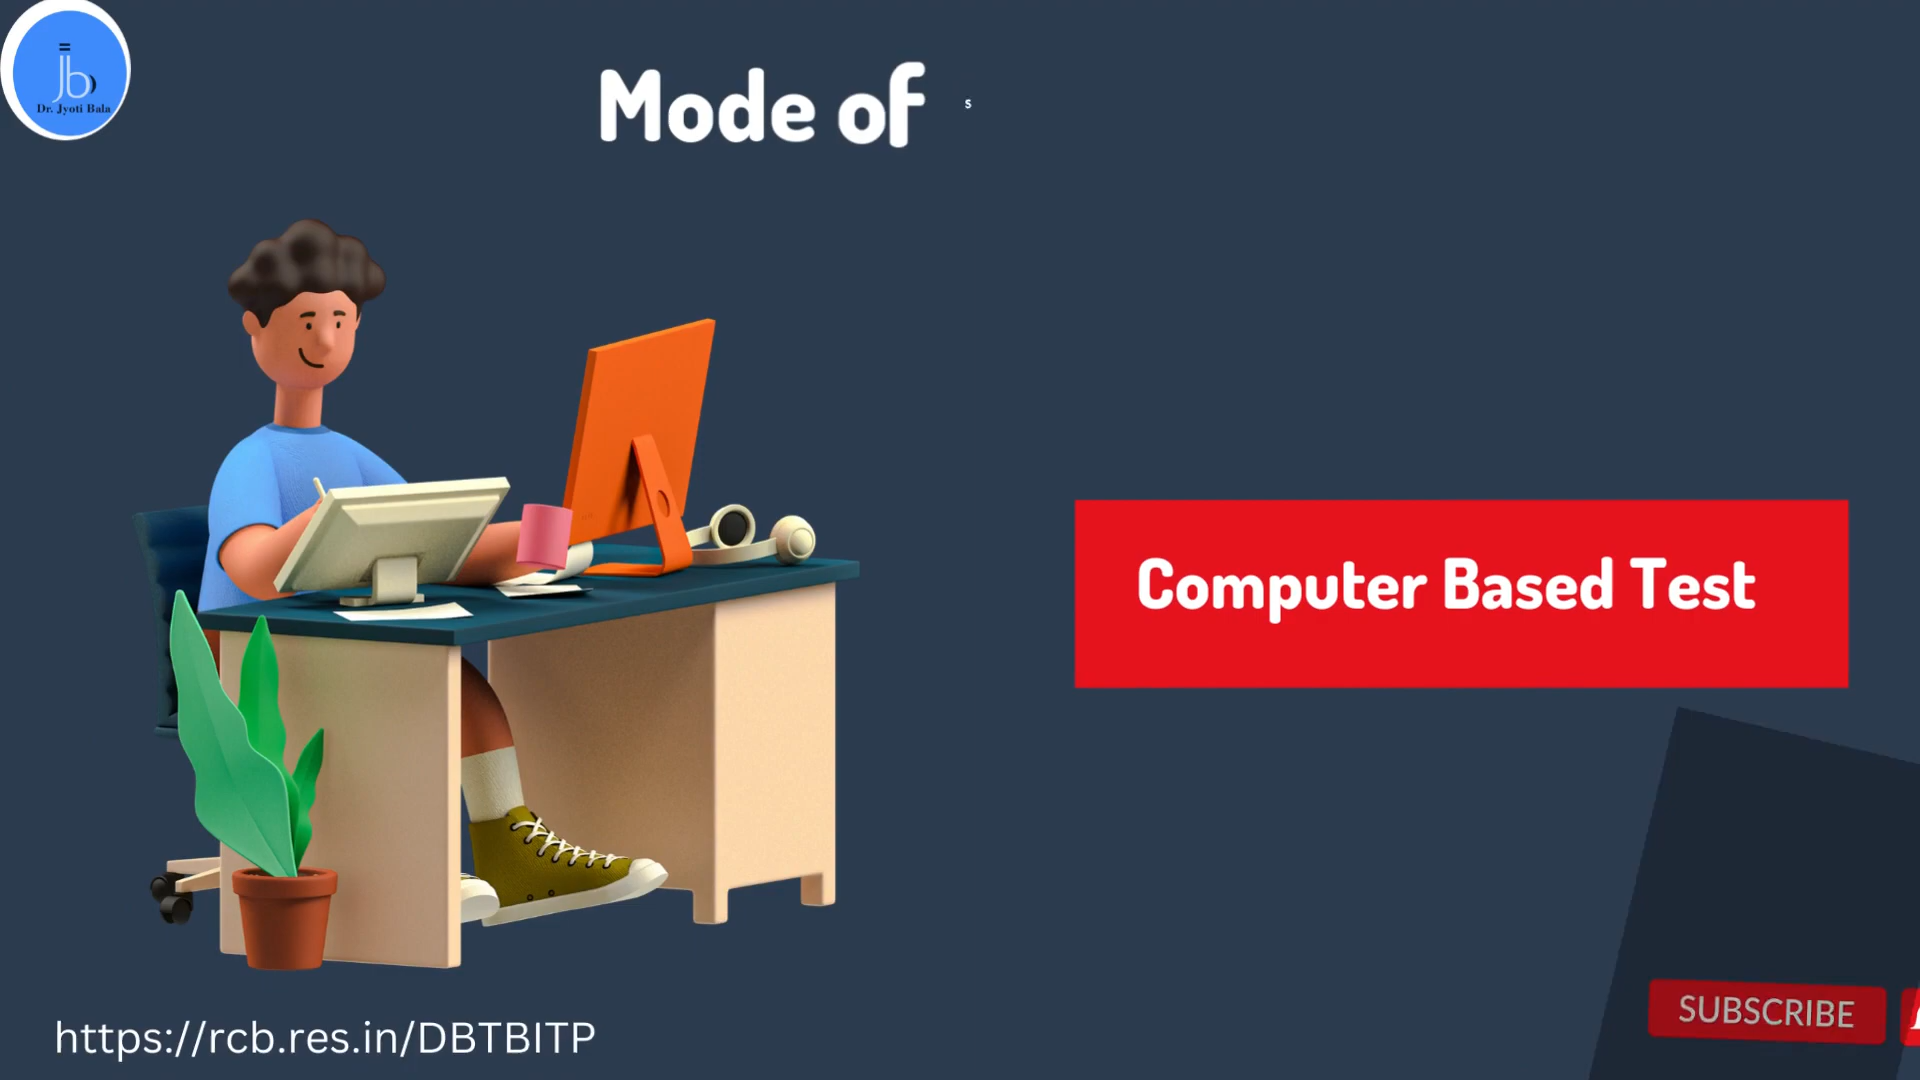 Dr. Jyoti Bala
Mode of s
Computer Based Test
SUBSCRIBE
https://rcb.res.in/DBTBITP